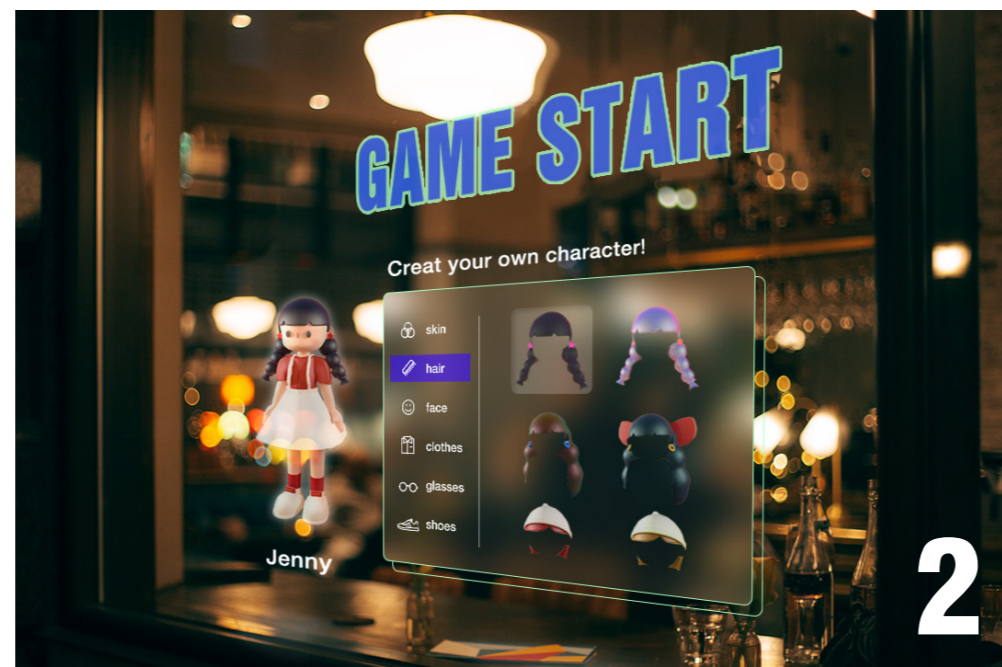 GAME START
Creat your own character!
skin
hair
face
clothes
glasses
shoes
Jenny
2